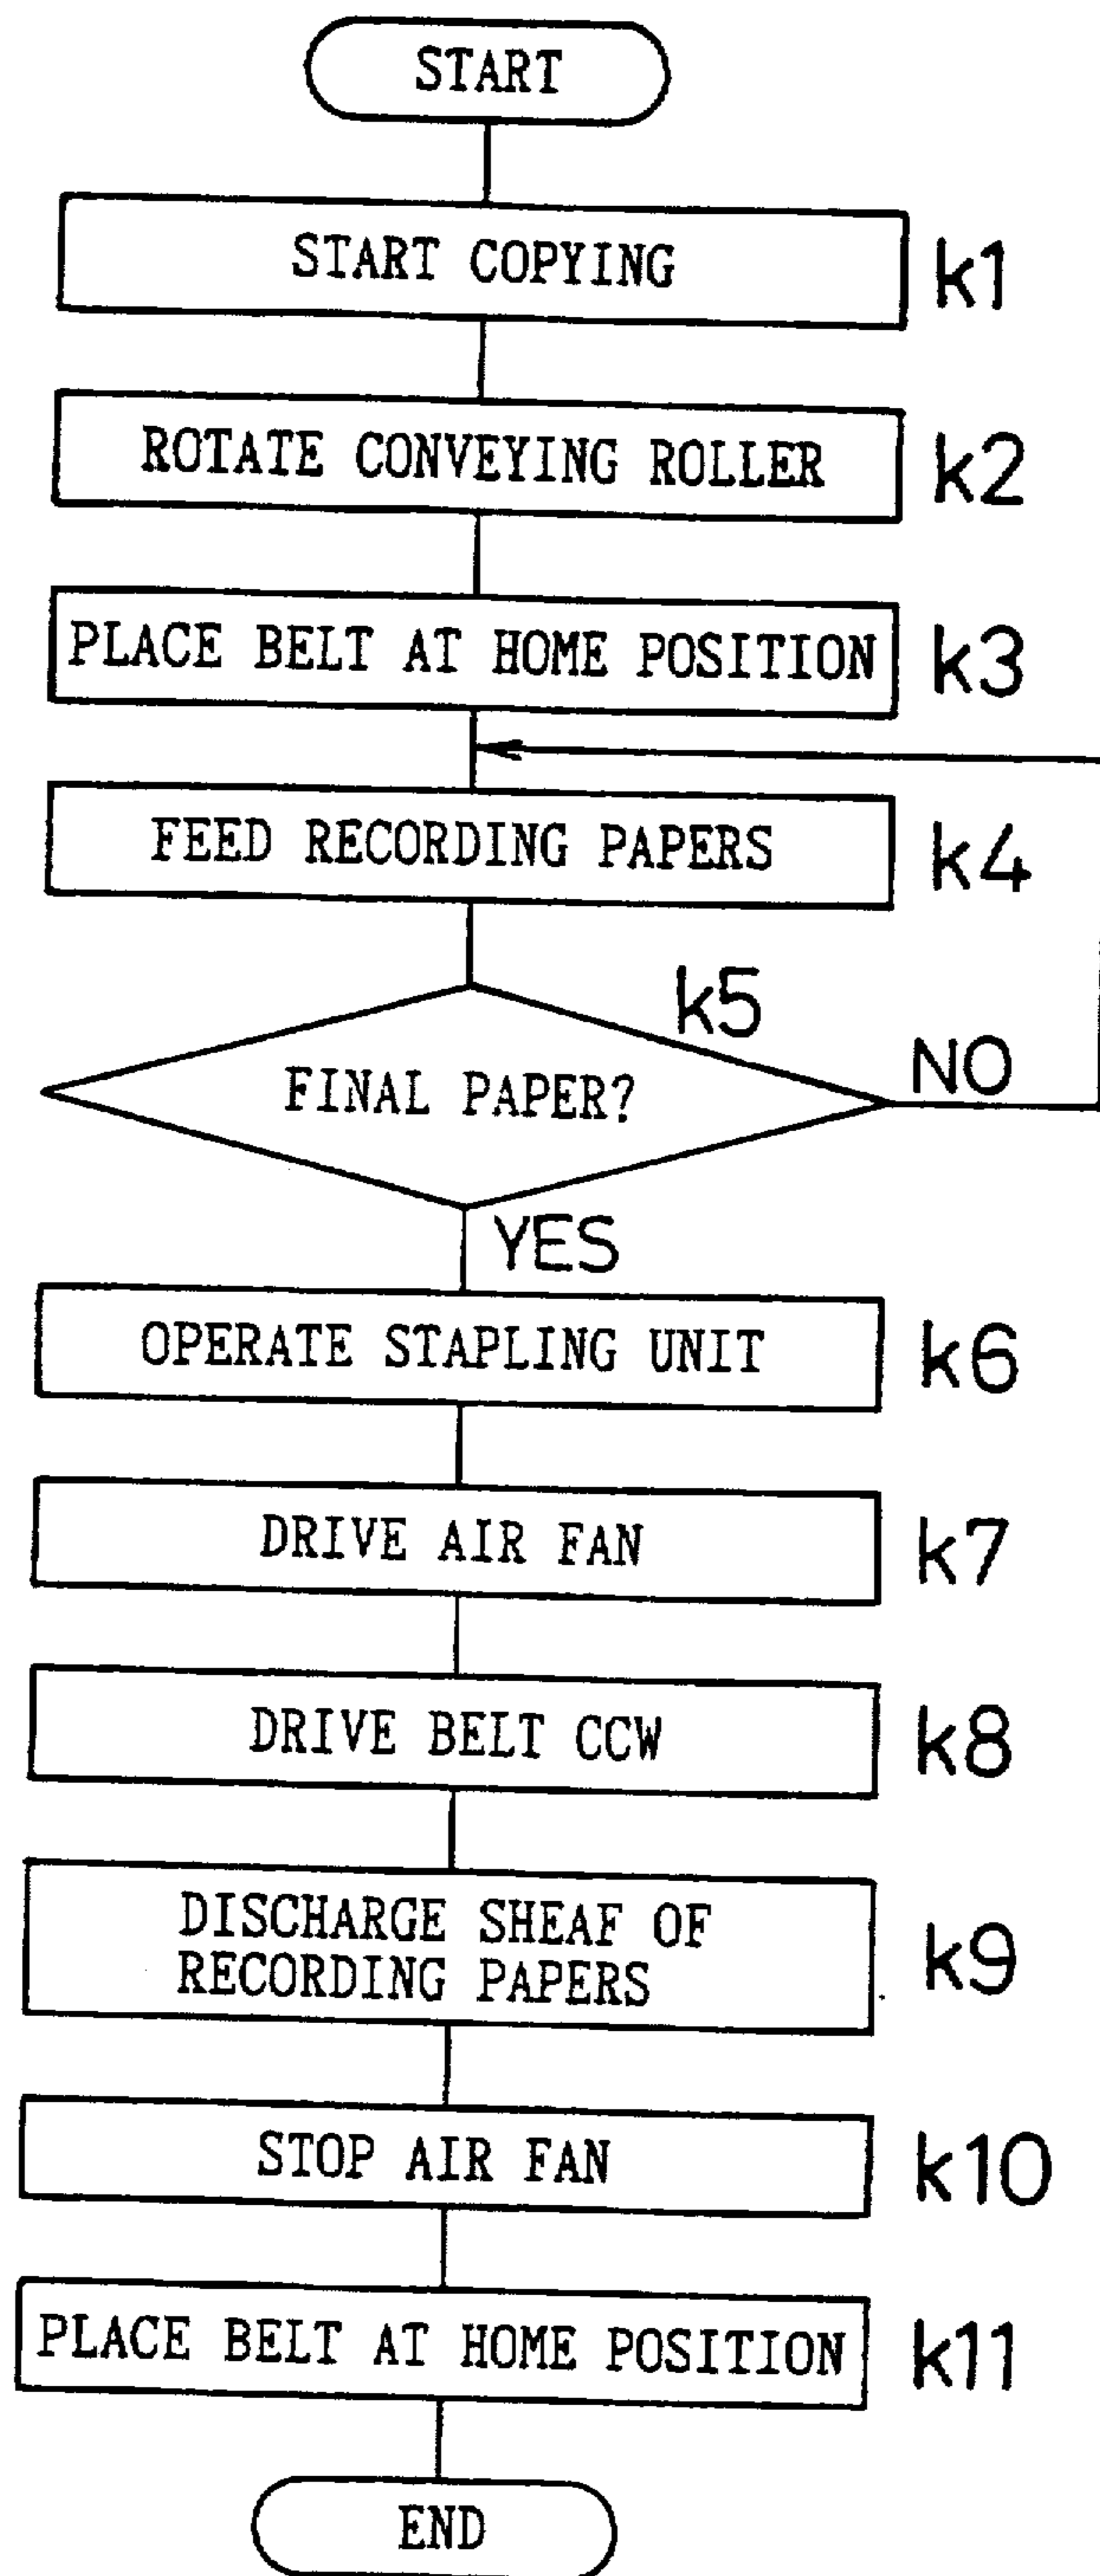 START
START COPYING
k1
ROTATE CONVEYING ROLLER
k2
PLACE BELT AT HOME POSITION
k3
FEED RECORDING PAPERS
k4
k5
FINAL PAPER?
NO
YES
OPERATE STAPLING UNIT
k6
DRIVE AIR FAN
k7
DRIVE BELT CCW
k8
DISCHARGE SHEAF OF
RECORDING PAPERS
k9
STOP AIR FAN
k10
PLACE BELT AT HOME POSITION
k11
END